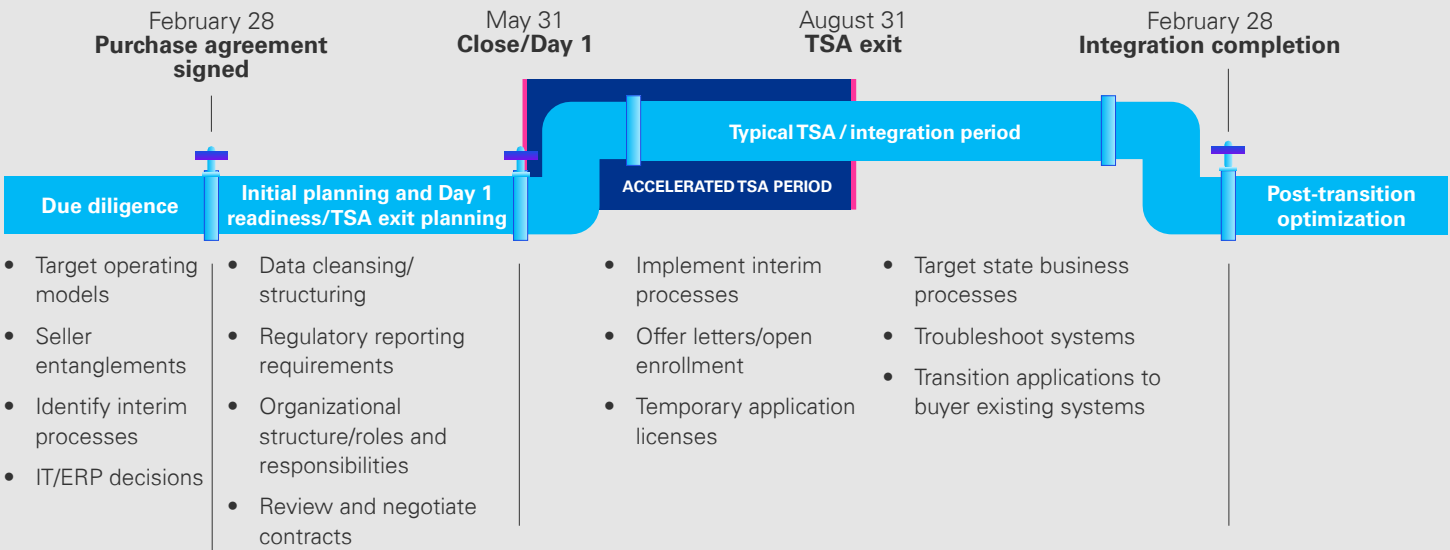 February 28
Purchase agreement
signed
May 31
Close/Day 1
August 31
TSA exit
February 28
Integration completion
Due diligence
Initial planning and Day 1
readiness/TSA exit planning
Typical TSA / integration period
ACCELERATED TSA PERIOD
Post-transition
optimization
• Target operating
models
• Seller
entanglements
• Identify interim
processes
• IT/ERP decisions
• Data cleansing/
structuring
• Regulatory reporting
requirements
• Organizational
structure/roles and
responsibilities
• Review and negotiate
contracts
• Implement interim
processes
• Offer letters/open
enrollment
• Temporary application
licenses
• Target state business
processes
• Troubleshoot systems
• Transition applications to
buyer existing systems